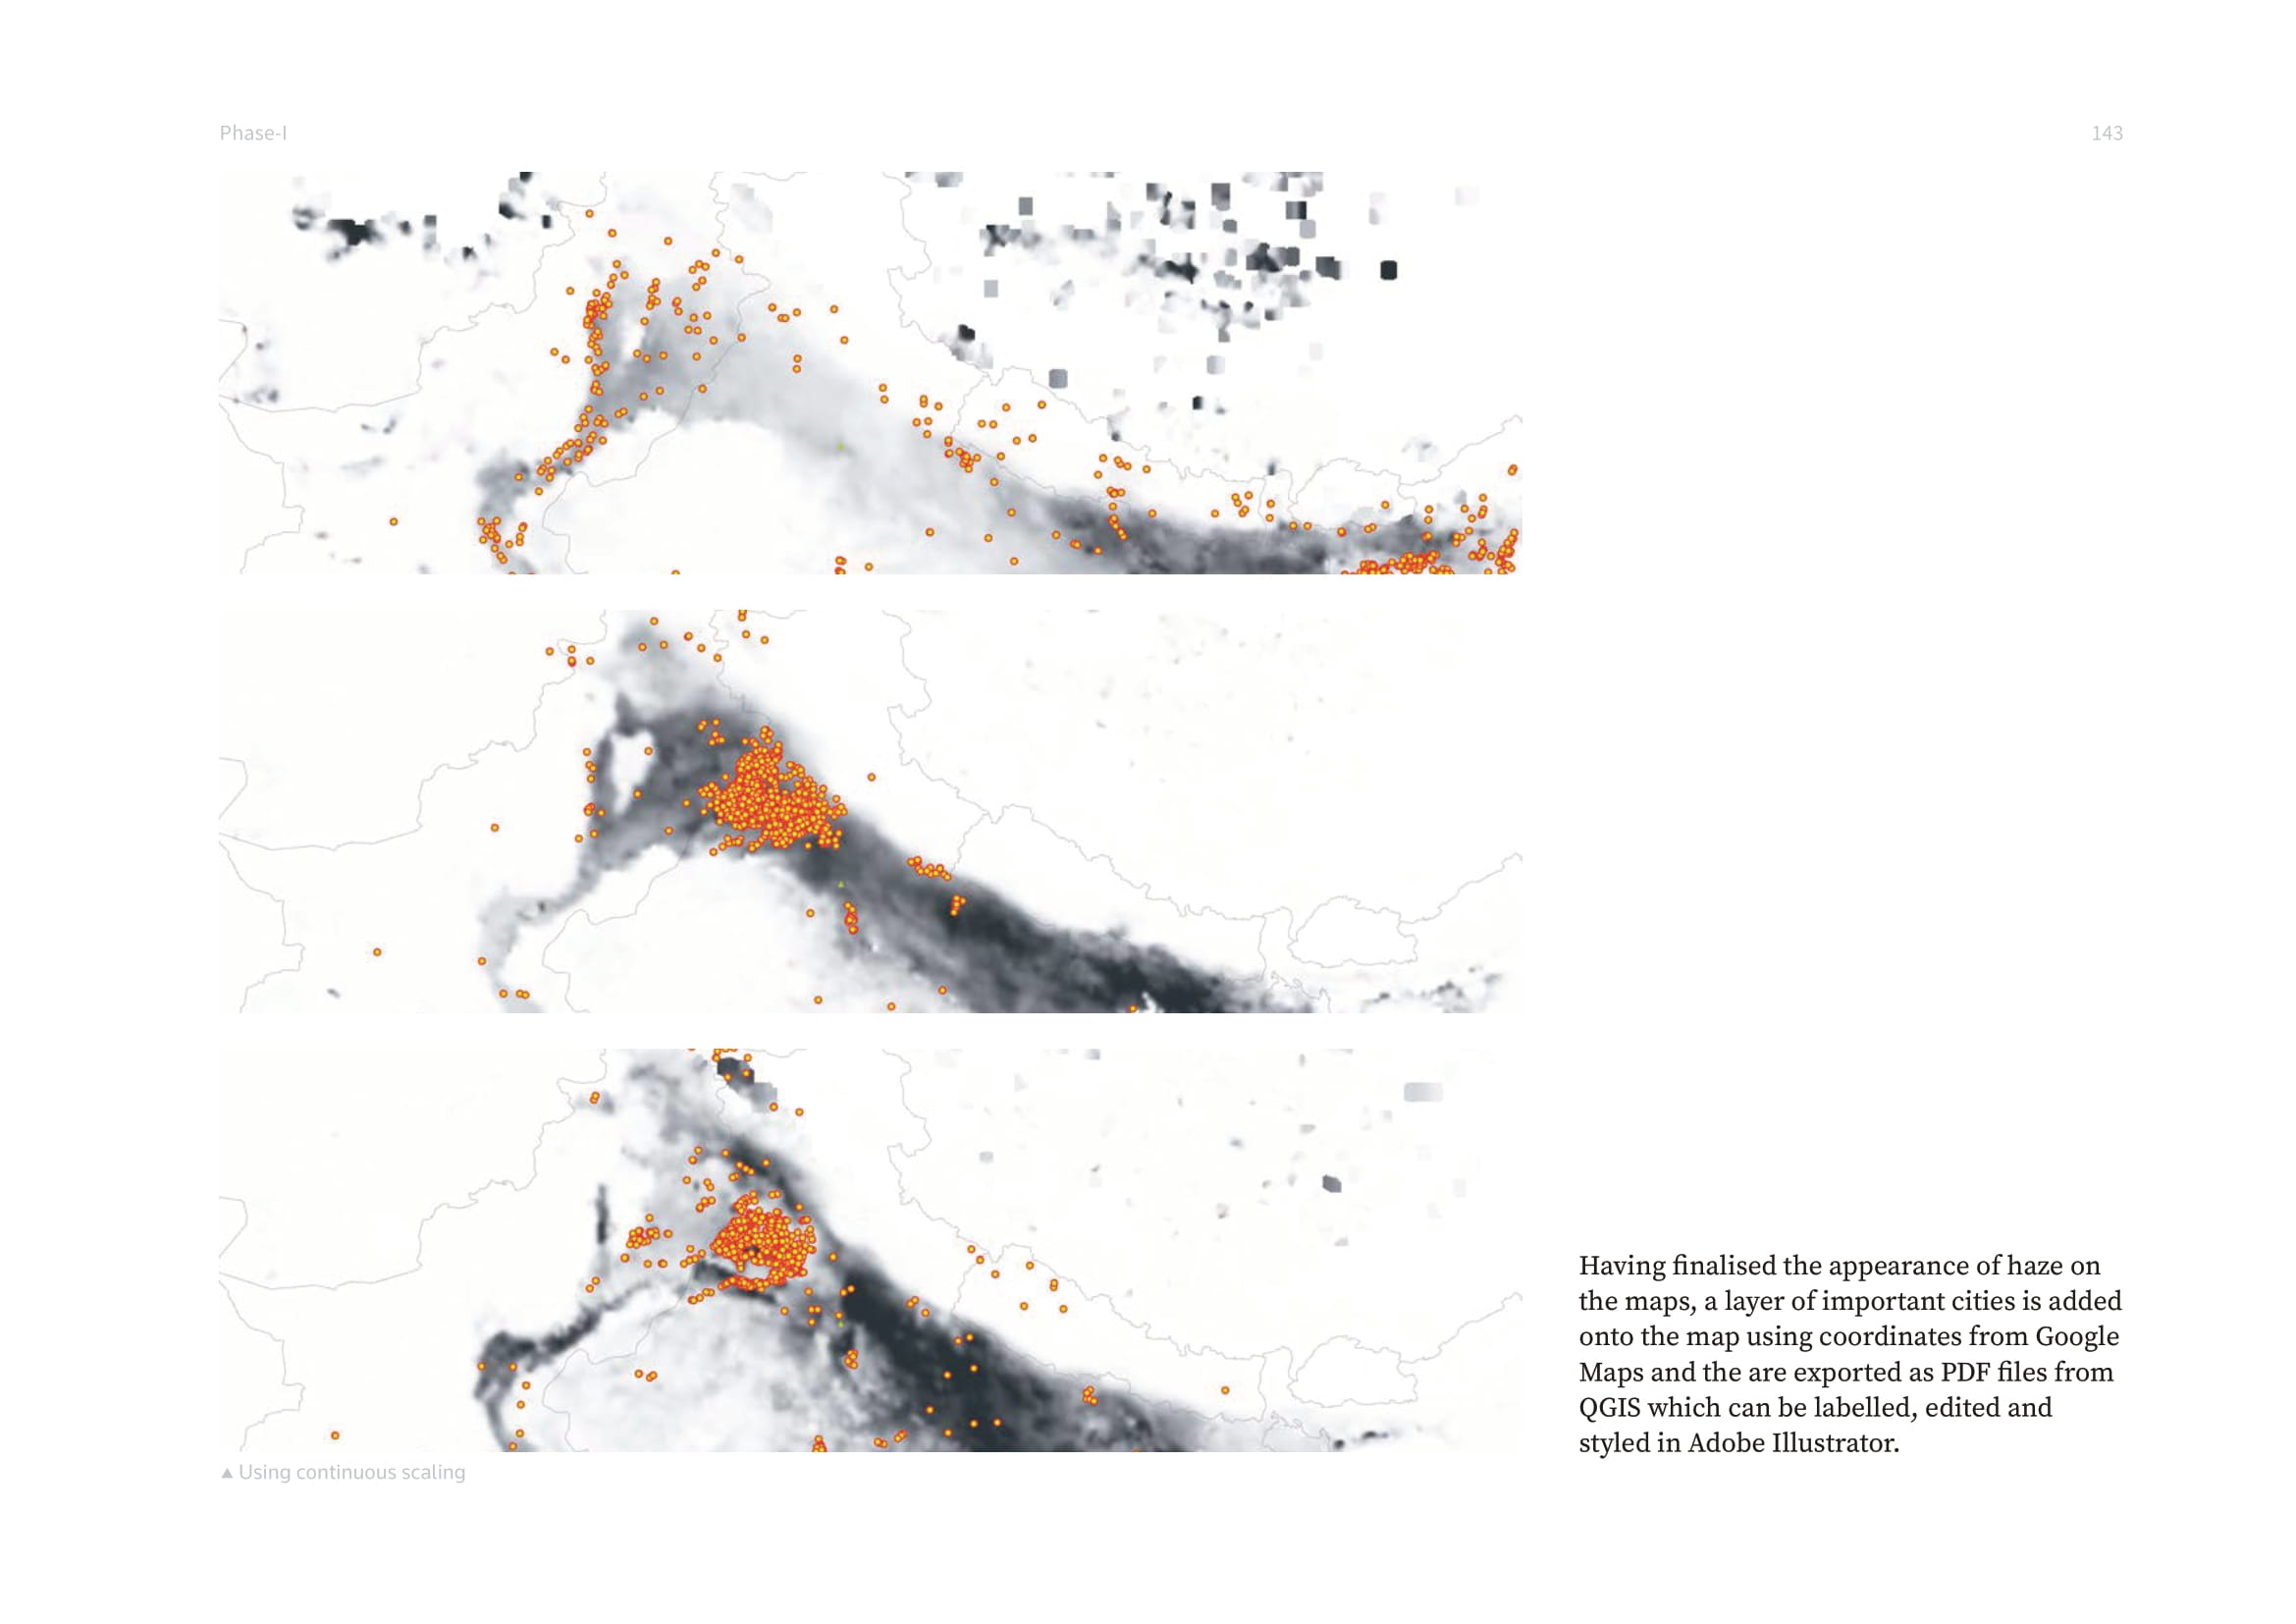 Phase-I
143
Having finalised the appearance of haze on
the maps, a layer of important cities is added
onto the map using coordinates from Google
Maps and the are exported as PDF files from
QGIS which can be labelled, edited and
styled in Adobe Illustrator.
▲ Using continuous scaling